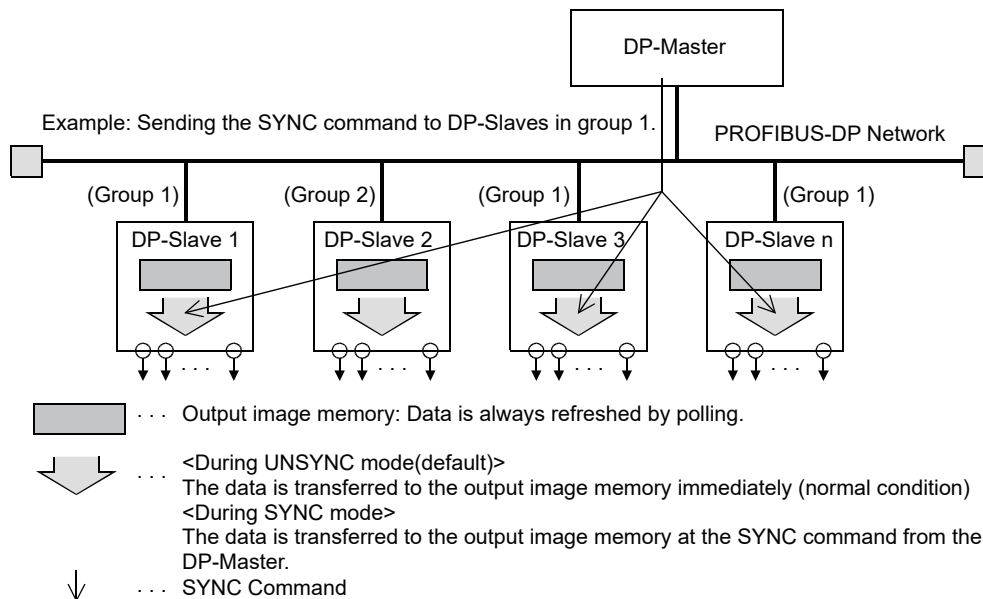 DP-Master
Example: Sending the SYNC command to DP-Slaves in group 1.
PROFIBUS-DP Network
(Group 1) (Group 2) (Group 1) (Group 1)
DP-Slave 1 DP-Slave 2 DP-Slave 3 DP-Slave n
. . . . . . . . . . . .
. . . Output image memory: Data is always refreshed by polling.
<During UNSYNC mode(default)>
. . . The data is transferred to the output image memory immediately (normal condition)
<During SYNC mode>
The data is transferred to the output image memory at the SYNC command from the
DP-Master.
. . . SYNC Command